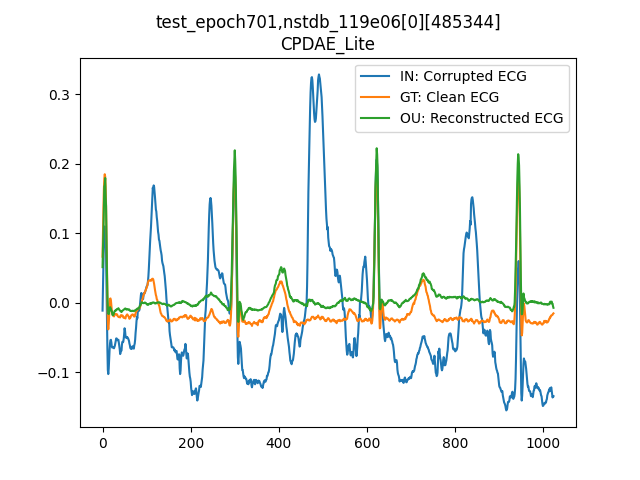 test_epoch701,nstdb_119e06[0][485344]
CPDAE_Lite
IN: Corrupted ECG
GT: Clean ECG
OU: Reconstructed ECG
0.3
0.2
0.1
0.0
−0.1
0 200 400 600 800 1000